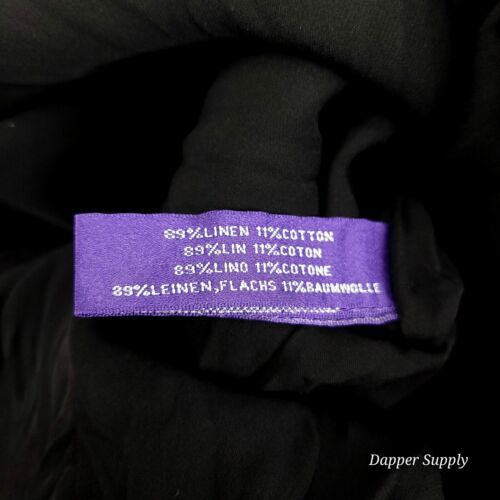 89%LINEN 11%COTTON
89%LIN 11%COTON
89%LINO 11%COTONE
89%LEINEN,FLACHS 11%BAUMWOLLE
Dapper Supply